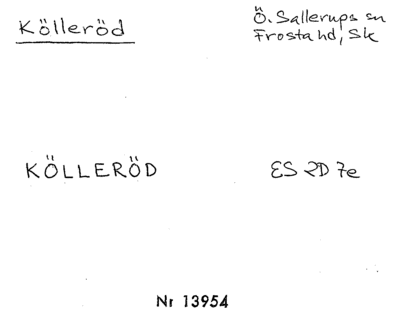 Kölleröd
Ö. Sallerups sn
Frosta hd, Sk
KÖLLERÖD
ES 2D 7e
Nr 13954